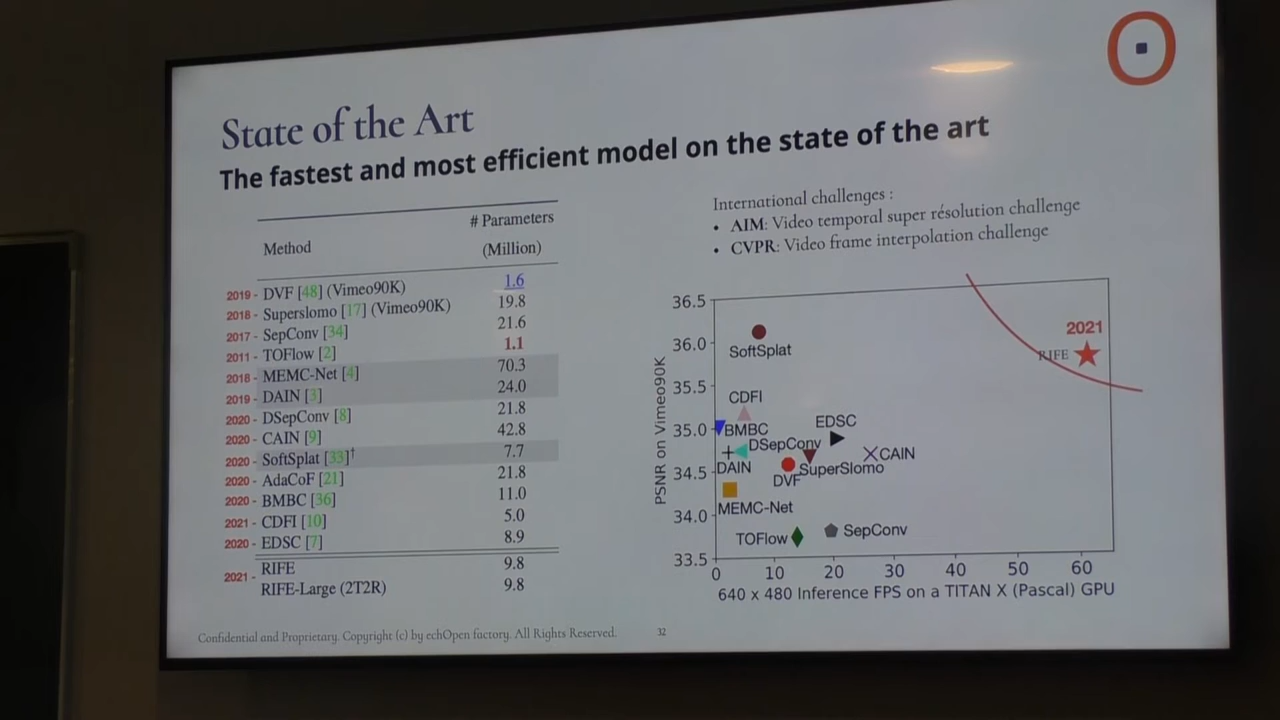 State of the Art
The fastest and most efficient model on the state of the art
Method
# Parameters
(Million)
2019 - DVF [48] (Vimeo90K) 1.6
2018 - Superslomo [17] (Vimeo90K) 19.8
2017 - SepConv [34] 21.6
2011 - TOFlow [2] 1.1
2018 - MEMC-Net [4] 70.3
2019 - DAIN [3] 24.0
2020 - DSepConv [8] 21.8
2020 - CAIN [9] 42.8
2020 - SoftSplat [33]† 7.7
2020 - AdaCoF [21] 21.8
2020 - BMBC [36] 11.0
2021 - CDFI [10] 5.0
2020 - EDSC [7] 8.9
2021 - RIFE 9.8
RIFE-Large (2T2R) 9.8
International challenges :
• AIM: Video temporal super résolution challenge
• CVPR: Video frame interpolation challenge
PSNR on Vimeo90K
36.5
36.0
35.5
35.0
34.5
34.0
33.5
2021
RIFE
SoftSplat
CDFI
BMBC
EDSC
DSepConv
CAIN
DAIN
SuperSlomo
DVF
MEMC-Net
TOFlow
SepConv
0 10 20 30 40 50 60
640 x 480 Inference FPS on a TITAN X (Pascal) GPU
Confidential and Proprietary. Copyright (c) by echOpen factory. All Rights Reserved.
32